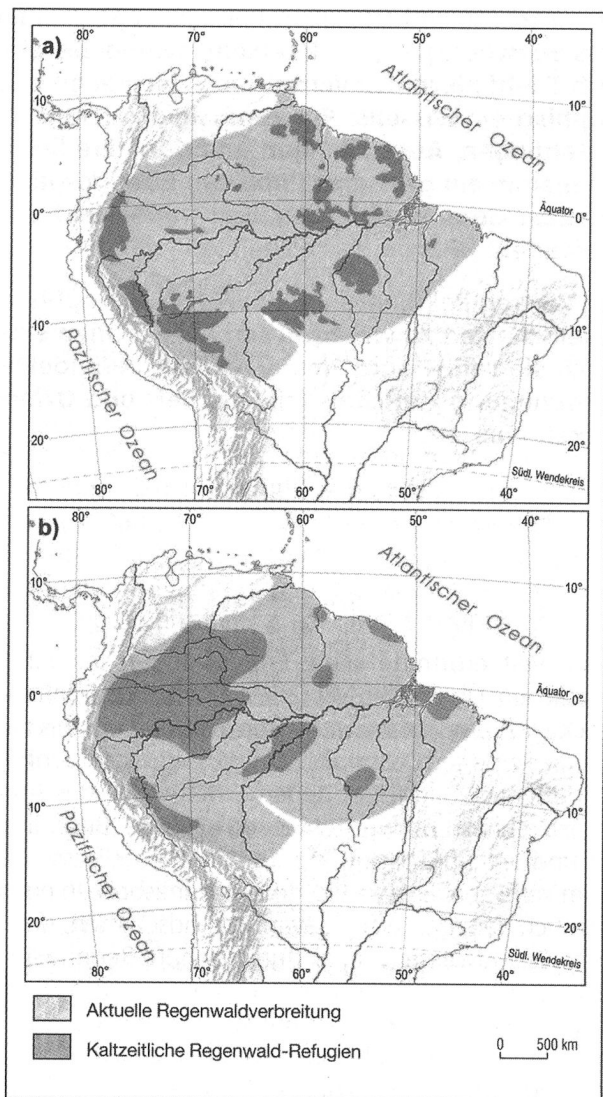 80° 70° 60° 50° 40°
a)
Atlantischer Ozean
10°
10°
Äquator 0°
0°
10°
10°
Pazifischer Ozean
20°
20°
Südl. Wendekreis
80° 70° 60° 50° 40°
b)
80° 70° 60° 50° 40°
Atlantischer Ozean
10°
10°
Äquator 0°
0°
10°
10°
Pazifischer Ozean
20°
20°
Südl. Wendekreis
80° 70° 60° 50° 40°
Aktuelle Regenwaldverbreitung
Kaltzeitliche Regenwald-Refugien
0 500 km